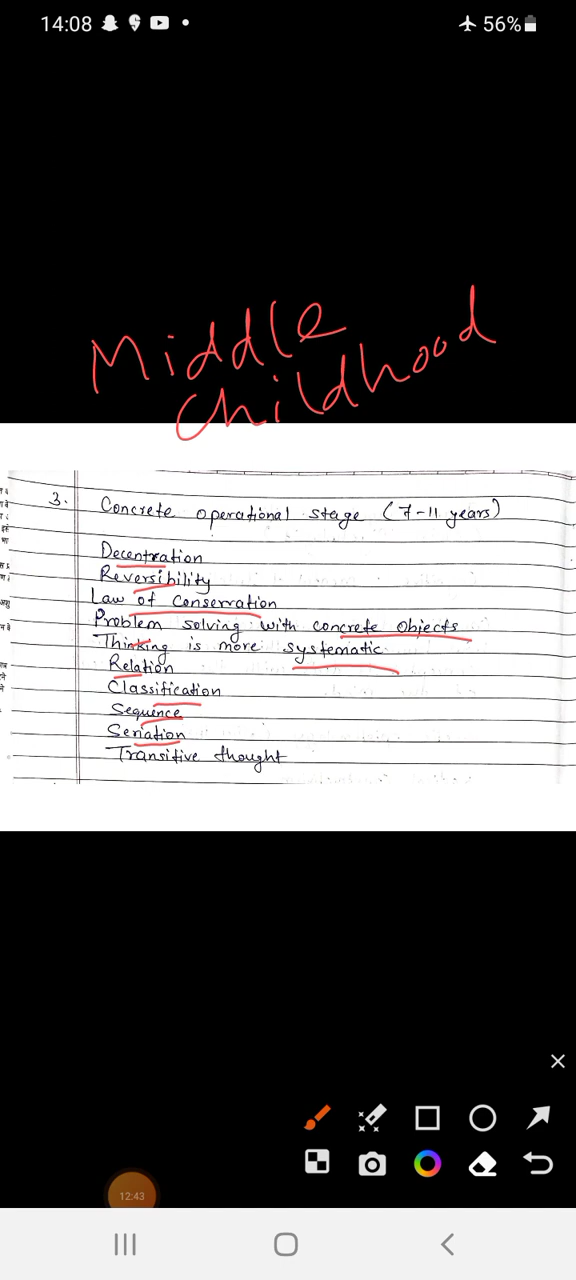 14:08
56%
Middle
Childhood
3. Concrete operational stage (7-11 years)
Decentration
Reversibility
Law of Conservation
Problem solving with concrete Objects
Thinking is more systematic
Relation
Classification
Sequence
Seriation
Transitive thought
12:43